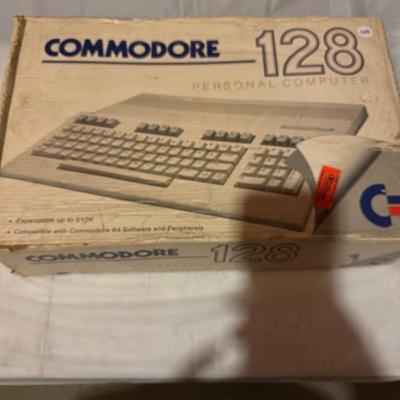 COMMODORE 128
PERSONAL COMPUTER
• Expandable up to 512K
• Compatible with Commodore 64 Software and Peripherals
COMMODORE 128